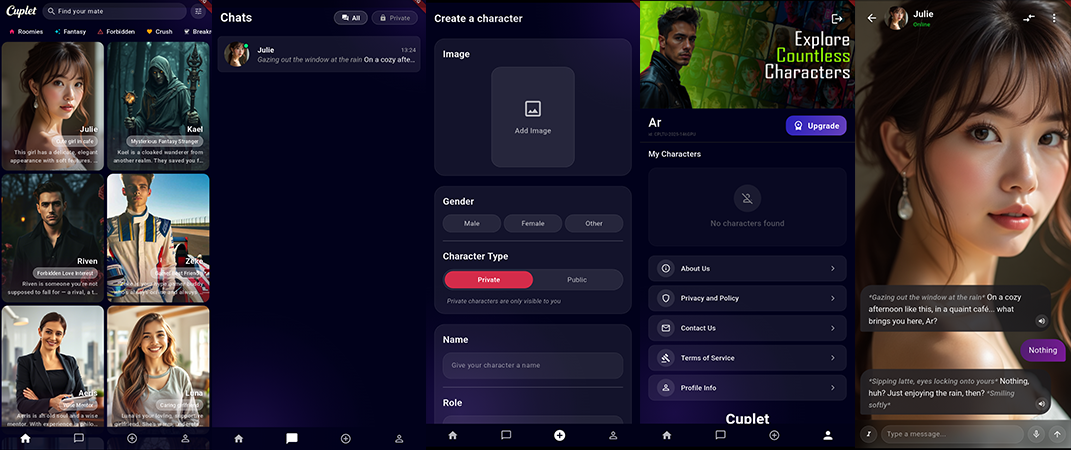 Cuplet
Find your mate
Roomies
Fantasy
Forbidden
Crush
Julie
Cute girl in cafe
This girl has a delicate, elegant
appearance with soft features. ...
Kael
Mysterious Fantasy Stranger
Kael is a cloaked wanderer from
another realm. They saved you f...
Riven
Forbidden Love Interest
Riven is someone you're not
supposed to fall for — a rival, a t...
Zeke
Best Friend
Aeris
Your Mentor
Aeris is an old soul and a wise
mentor. With experience in philo...
Luna
Caring girlfriend
Luna is your loving, supportive
girlfriend.
Chats
All
Private
Julie
13:24
Gazing out the window at the rain On a cozy afte...
Create a character
Image
Add Image
Gender
Male
Female
Other
Character Type
Private
Public
Private characters are only visible to you
Name
Give your character a name
Role
Explore
Countless
Characters
Ar
Upgrade
My Characters
No characters found
About Us
Privacy and Policy
Contact Us
Terms of Service
Profile Info
Cuplet
Julie
Online
*Gazing out the window at the rain* On a cozy
afternoon like this, in a quaint café... what
brings you here, Ar?
Nothing
*Sipping latte, eyes locking onto yours* Nothing,
huh? Just enjoying the rain, then? *Smiling
softly*
Type a message...